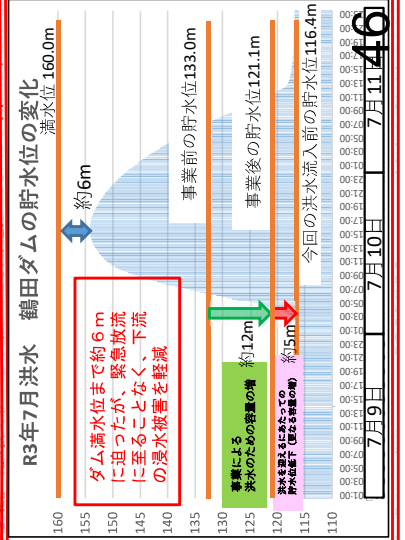 R3年7月洪水　鶴田ダムの貯水位の変化
満水位 160.0m
約6m
ダム満水位まで約６ｍ
に迫ったが、緊急放流
に至ることなく、下流
の浸水被害を軽減
事業前の貯水位133.0m
事業後の貯水位121.1m
今回の洪水流入前の貯水位116.4m
約12m
約5m
事業による
洪水のための容量の増
洪水を迎えるにあたっての
貯水位低下（更なる容量の増）
160
155
150
145
140
135
130
125
120
115
110
7月9日
7月10日
7月11日
46